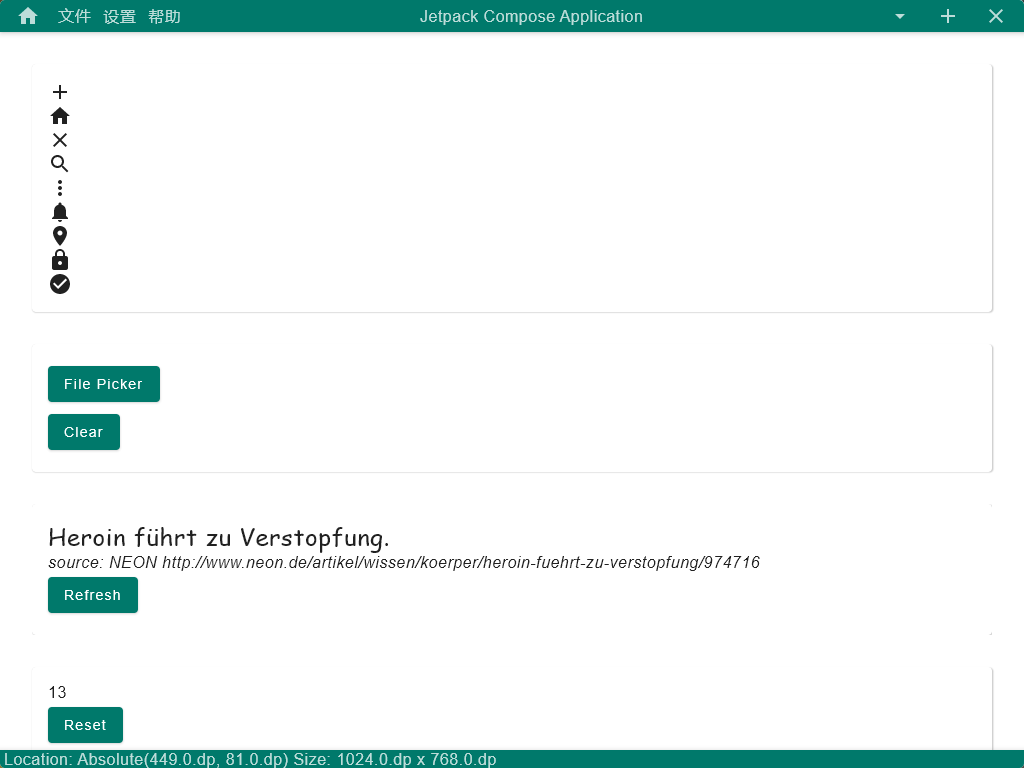 文件 设置 帮助 Jetpack Compose Application
File Picker
Clear
Heroin führt zu Verstopfung.
source: NEON http://www.neon.de/artikel/wissen/koerper/heroin-fuehrt-zu-verstopfung/974716
Refresh
13
Reset
Location: Absolute(449.0.dp, 81.0.dp) Size: 1024.0.dp x 768.0.dp